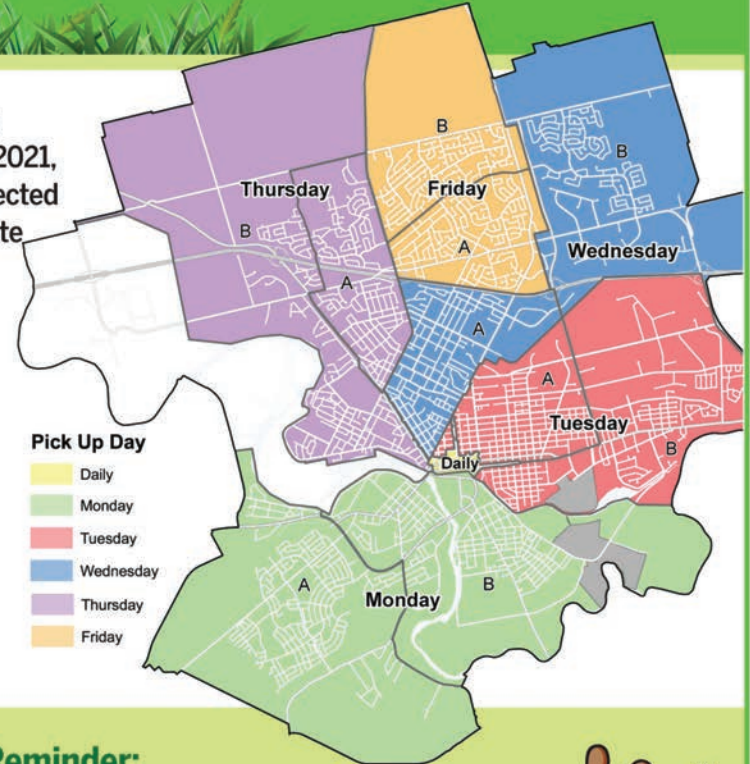 2021,
ected
te
B
Thursday
Friday
B
B
A
Wednesday
A
A
A
Tuesday
B
Pick Up Day
Daily
Daily
Monday
Tuesday
Wednesday
Thursday
Friday
A
Monday
B
Reminder: